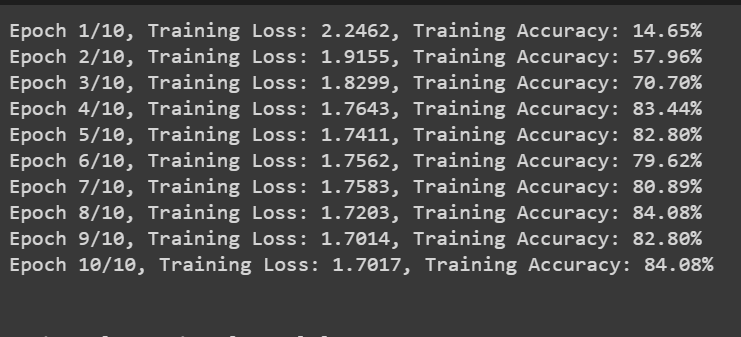 Epoch 1/10, Training Loss: 2.2462, Training Accuracy: 14.65%
Epoch 2/10, Training Loss: 1.9155, Training Accuracy: 57.96%
Epoch 3/10, Training Loss: 1.8299, Training Accuracy: 70.70%
Epoch 4/10, Training Loss: 1.7643, Training Accuracy: 83.44%
Epoch 5/10, Training Loss: 1.7411, Training Accuracy: 82.80%
Epoch 6/10, Training Loss: 1.7562, Training Accuracy: 79.62%
Epoch 7/10, Training Loss: 1.7583, Training Accuracy: 80.89%
Epoch 8/10, Training Loss: 1.7203, Training Accuracy: 84.08%
Epoch 9/10, Training Loss: 1.7014, Training Accuracy: 82.80%
Epoch 10/10, Training Loss: 1.7017, Training Accuracy: 84.08%